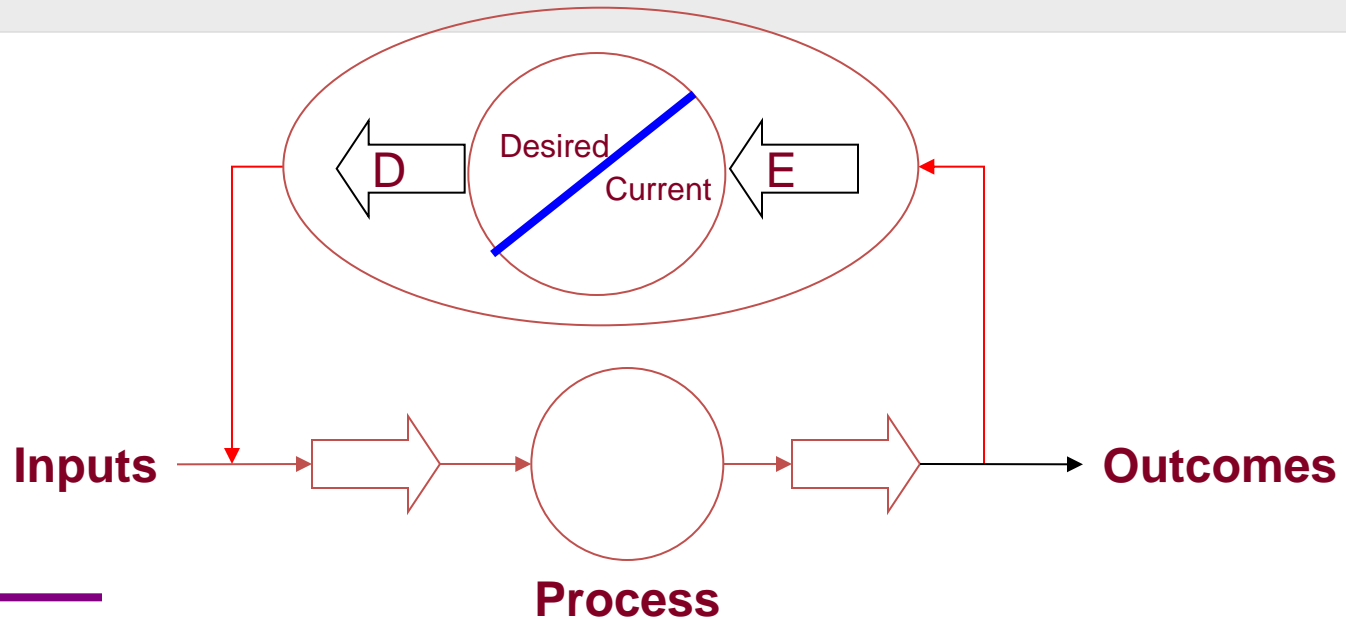 Desired
D
E
Current
Inputs
Outcomes
Process